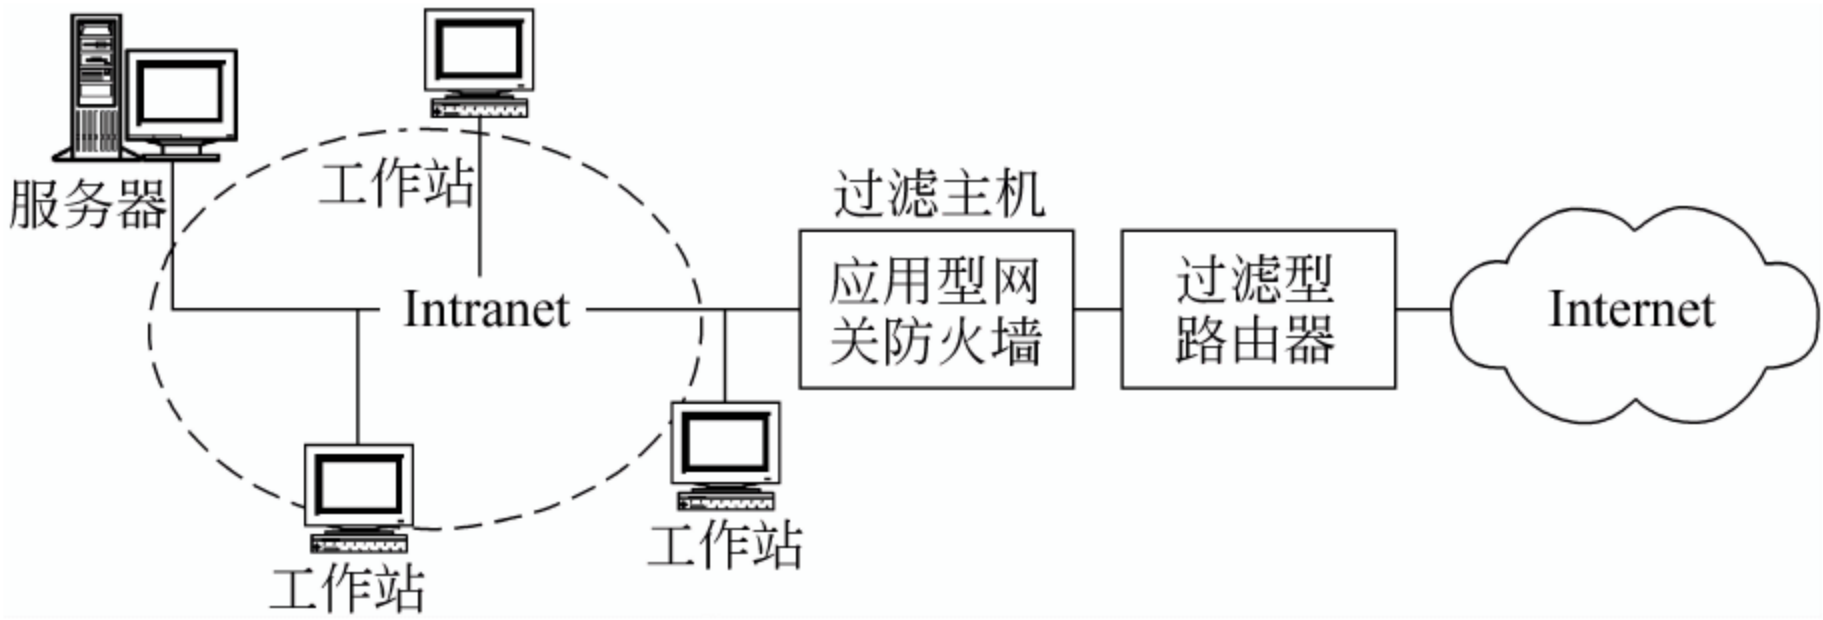 服务器
工作站
Intranet
工作站
工作站
过滤主机
应用型网
关防火墙
过滤型
路由器
Internet